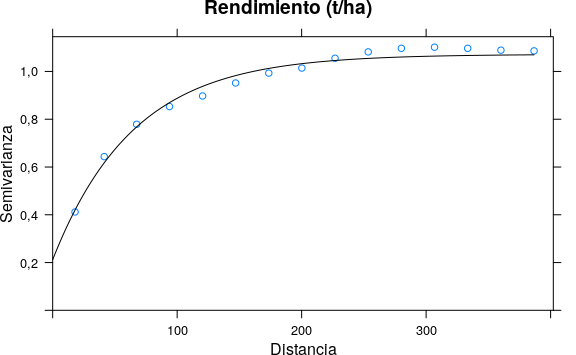 Rendimiento (t/ha)
1,0
0,8
0,6
0,4
0,2
Semivarianza
100 200 300
Distancia